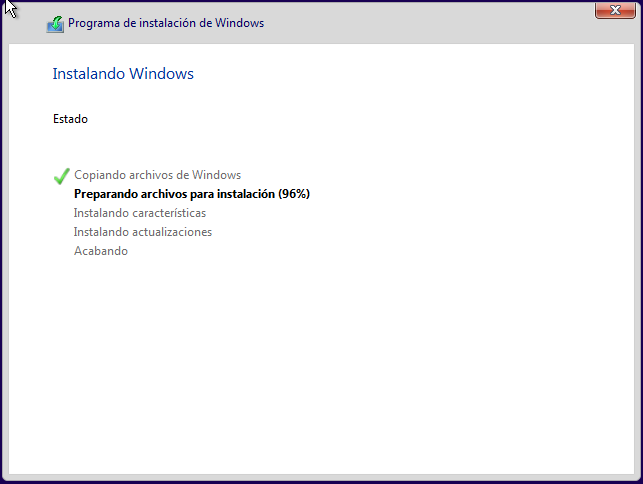 Programa de instalación de Windows
Instalando Windows
Estado
Copiando archivos de Windows
Preparando archivos para instalación (96%)
Instalando características
Instalando actualizaciones
Acabando